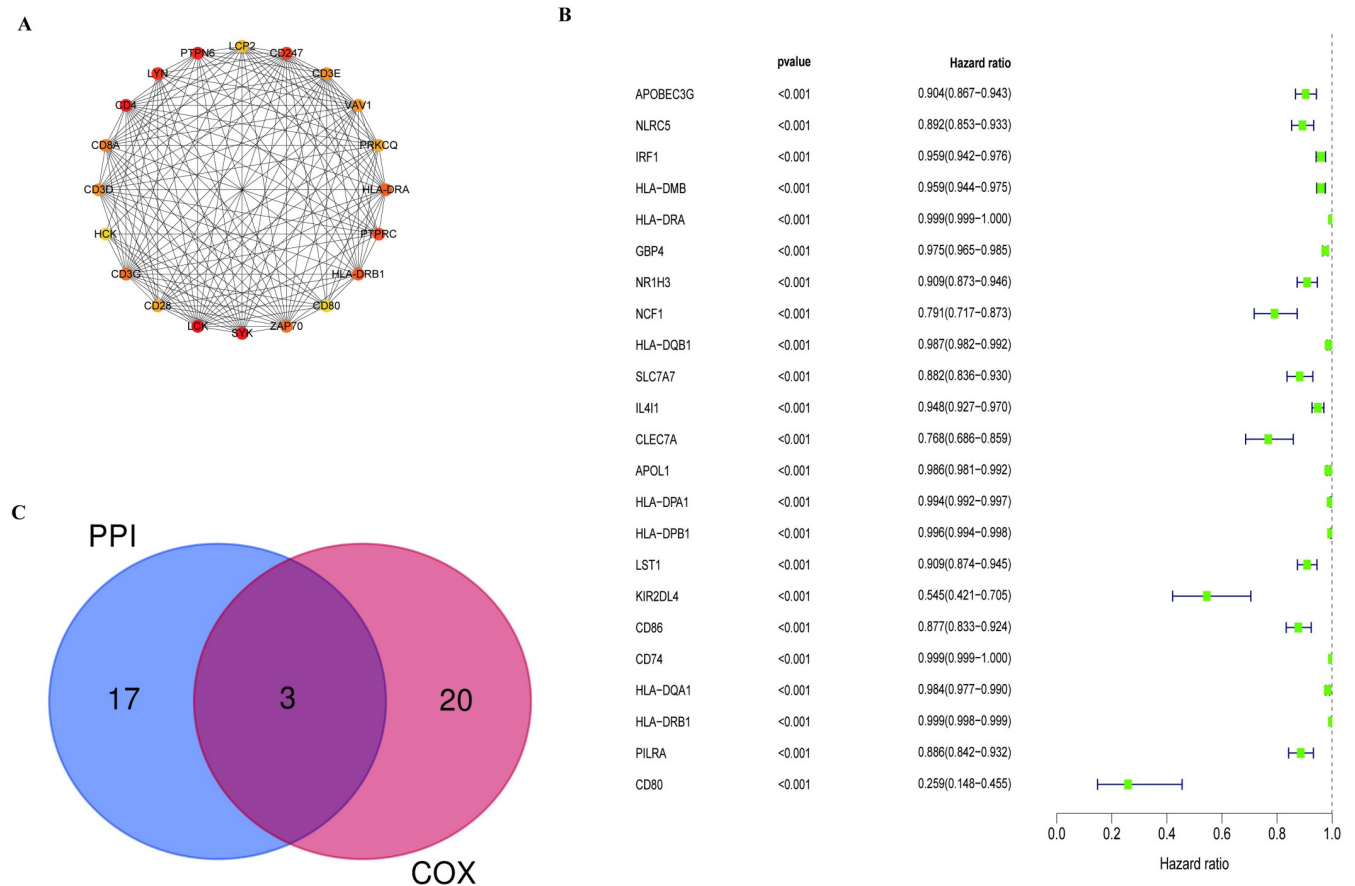 A
LCP2
PTPN6
CD247
LYN
CD3E
CD4
VAV1
CD8A
PRKCQ
CD3D
HLA-DRA
HCK
PTPRC
CD3G
HLA-DRB1
CD28
CD80
LCK
SYK
ZAP70
B
pvalue Hazard ratio
APOBEC3G <0.001 0.904(0.867−0.943)
NLRC5 <0.001 0.892(0.853−0.933)
IRF1 <0.001 0.959(0.942−0.976)
HLA−DMB <0.001 0.959(0.944−0.975)
HLA−DRA <0.001 0.999(0.999−1.000)
GBP4 <0.001 0.975(0.965−0.985)
NR1H3 <0.001 0.909(0.873−0.946)
NCF1 <0.001 0.791(0.717−0.873)
HLA−DQB1 <0.001 0.987(0.982−0.992)
SLC7A7 <0.001 0.882(0.836−0.930)
IL4I1 <0.001 0.948(0.927−0.970)
CLEC7A <0.001 0.768(0.686−0.859)
APOL1 <0.001 0.986(0.981−0.992)
HLA−DPA1 <0.001 0.994(0.992−0.997)
HLA−DPB1 <0.001 0.996(0.994−0.998)
LST1 <0.001 0.909(0.874−0.945)
KIR2DL4 <0.001 0.545(0.421−0.705)
CD86 <0.001 0.877(0.833−0.924)
CD74 <0.001 0.999(0.999−1.000)
HLA−DQA1 <0.001 0.984(0.977−0.990)
HLA−DRB1 <0.001 0.999(0.998−0.999)
PILRA <0.001 0.886(0.842−0.932)
CD80 <0.001 0.259(0.148−0.455)
0.0 0.2 0.4 0.6 0.8 1.0
Hazard ratio
C
PPI
17 3 20
COX